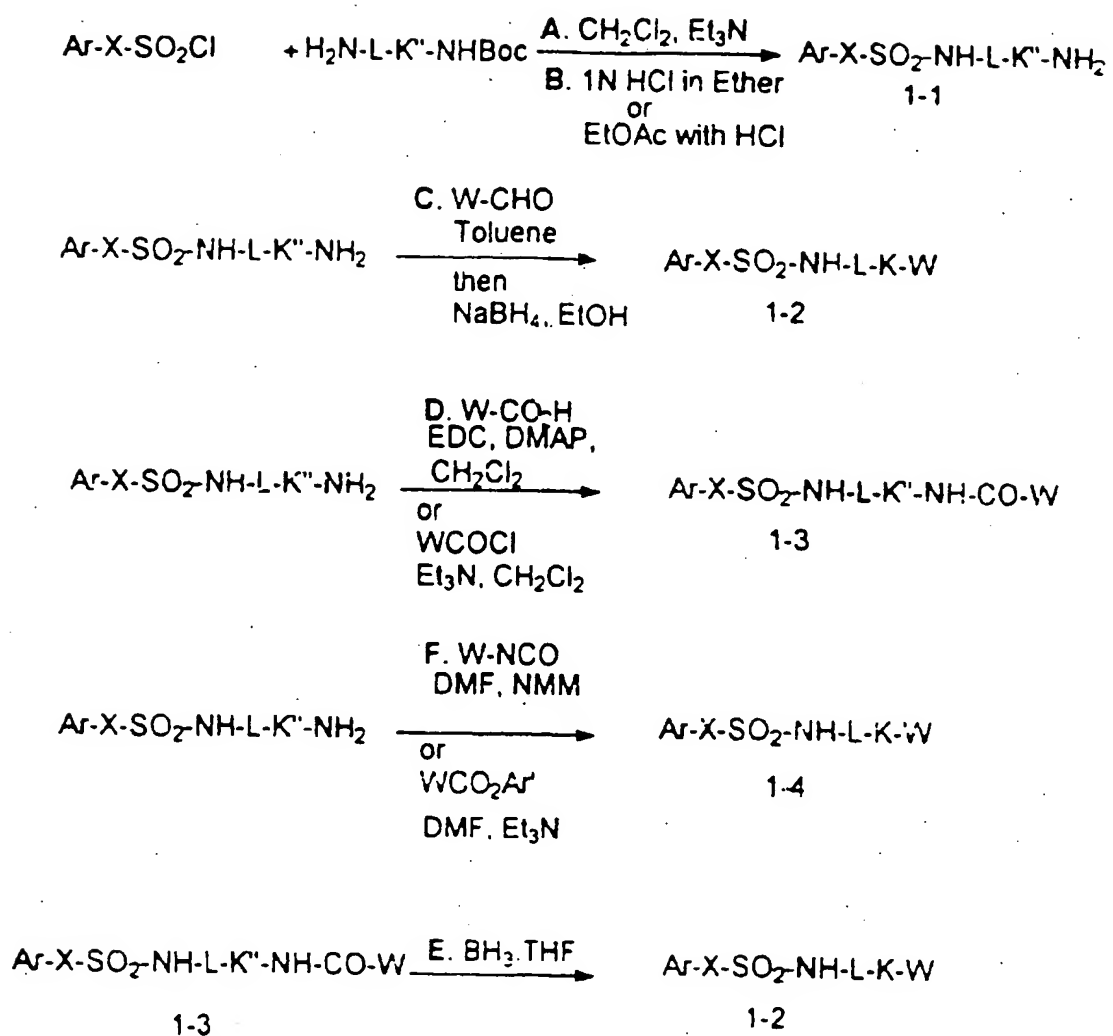 Ar-X-SO2Cl + H2N-L-K"-NHBoc A. CH2Cl2, Et3N Ar-X-SO2-NH-L-K"-NH2
B. 1N HCl in Ether 1-1
or
EtOAc with HCl
C. W-CHO
Toluene
Ar-X-SO2-NH-L-K"-NH2 Ar-X-SO2-NH-L-K-W
then
NaBH4, EtOH 1-2
D. W-CO-H
EDC, DMAP,
CH2Cl2
Ar-X-SO2-NH-L-K"-NH2 Ar-X-SO2-NH-L-K"-NH-CO-W
or
WCOCl 1-3
Et3N, CH2Cl2
F. W-NCO
DMF, NMM
Ar-X-SO2-NH-L-K"-NH2 Ar-X-SO2-NH-L-K-W
or
WCO2Ar' 1-4
DMF, Et3N
Ar-X-SO2-NH-L-K"-NH-CO-W E. BH3.THF Ar-X-SO2-NH-L-K-W
1-3 1-2